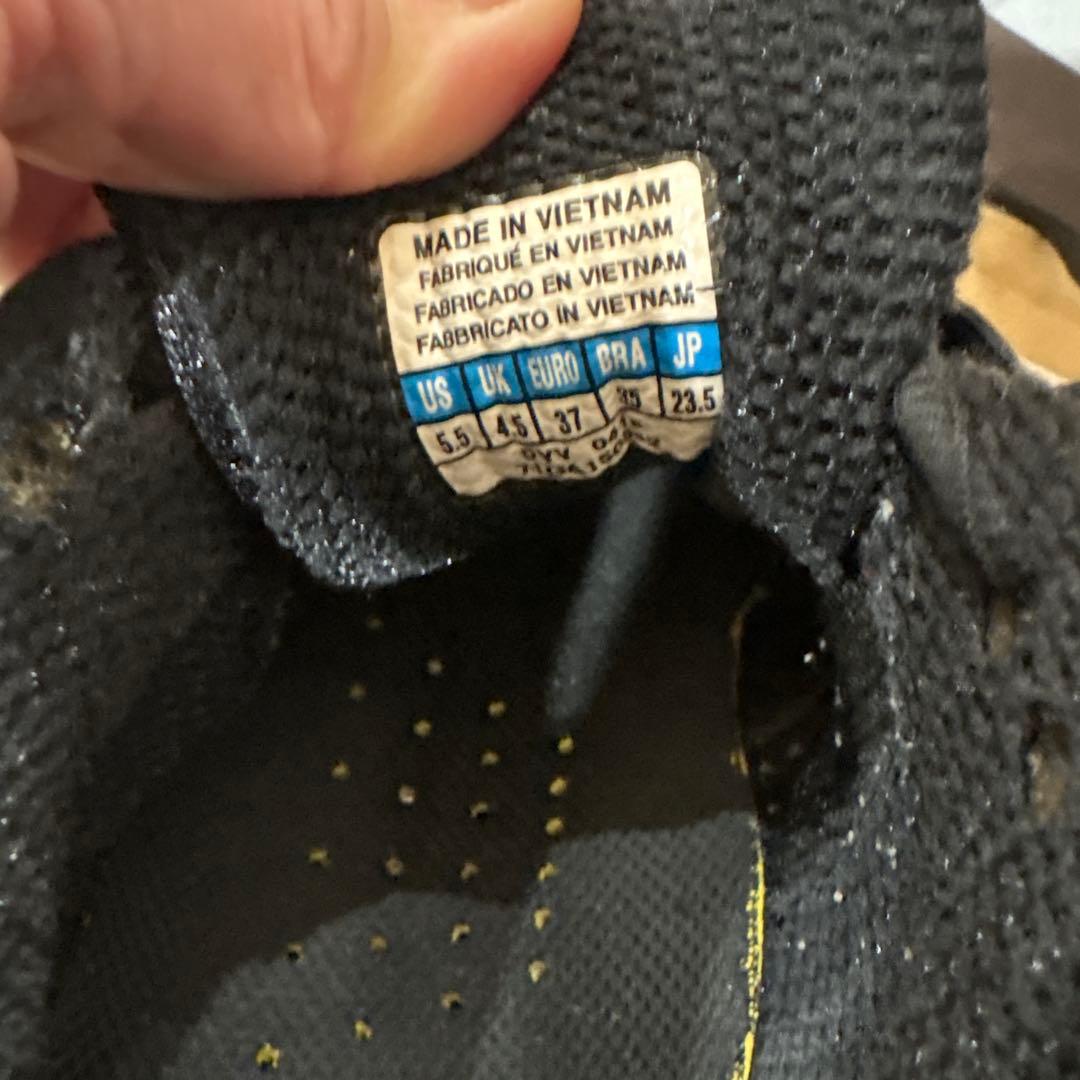 MADE IN VIETNAM
FABRIQUÉ EN VIETNAM
FABRICADO EN VIETNAM
FABBRICATO IN VIETNAM
US UK EURO BRA JP
5.5 4.5 37 35 23.5